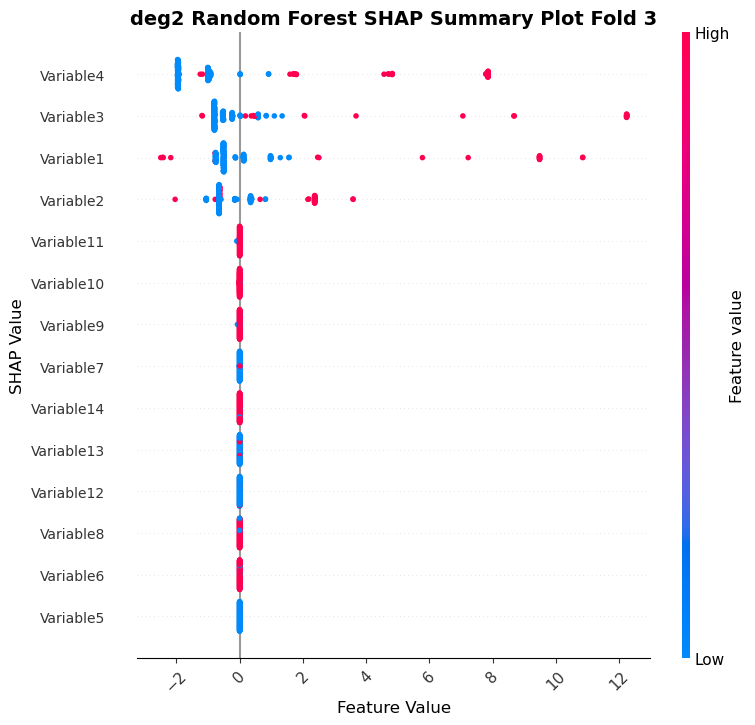 deg2 Random Forest SHAP Summary Plot Fold 3
High
Variable4
Variable3
Variable1
Variable2
Variable11
Variable10
Variable9
Variable7
Variable14
Variable13
Variable12
Variable8
Variable6
Variable5
SHAP Value
Feature value
Low
−2
0
2
4
6
8
10
12
Feature Value